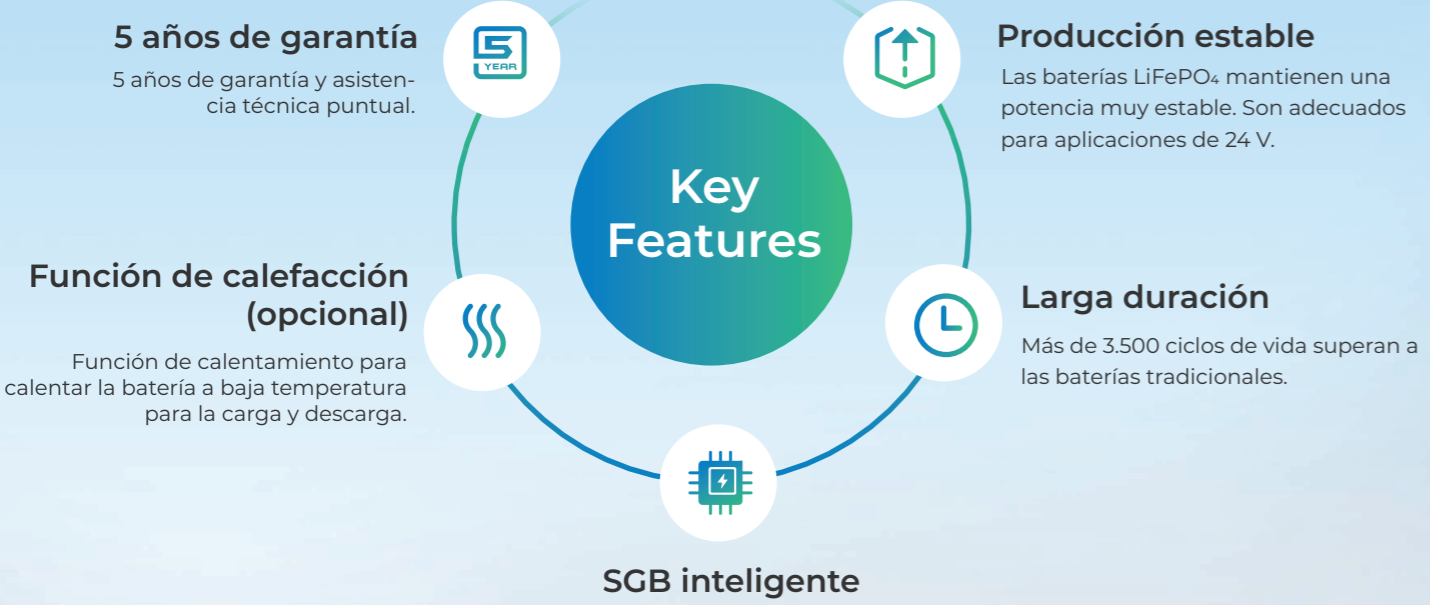 5 años de garantía
5 años de garantía y asisten-
cia técnica puntual.
5
YEAR
Producción estable
Las baterías LiFePO₄ mantienen una
potencia muy estable. Son adecuados
para aplicaciones de 24 V.
Key
Features
Función de calefacción
(opcional)
Función de calentamiento para
calentar la batería a baja temperatura
para la carga y descarga.
Larga duración
Más de 3.500 ciclos de vida superan a
las baterías tradicionales.
SGB inteligente